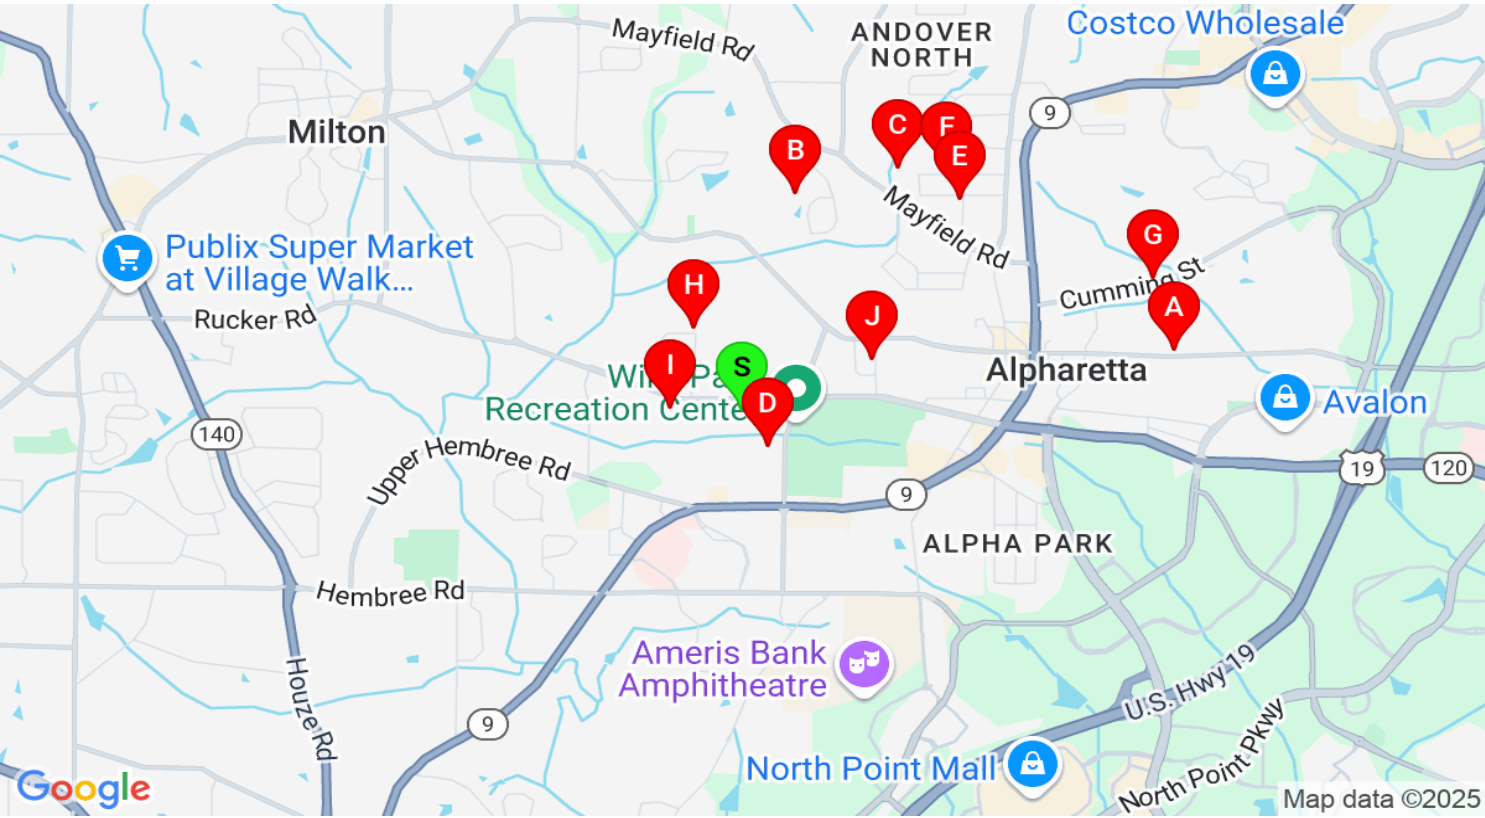 Mayfield Rd
ANDOVER
NORTH
Costco Wholesale
9
Milton
C
F
E
B
Mayfield Rd
G
Publix Super Market
at Village Walk...
Cumming St
H
A
Rucker Rd
J
Alpharetta
I
S
D
Recreation Cente
Avalon
140
Upper Hembree Rd
19
120
9
ALPHA PARK
Hembree Rd
Ameris Bank
Amphitheatre
U.S. Hwy 19
Houze Rd
9
North Point Mall
North Point Pkwy
Google
Map data ©2025